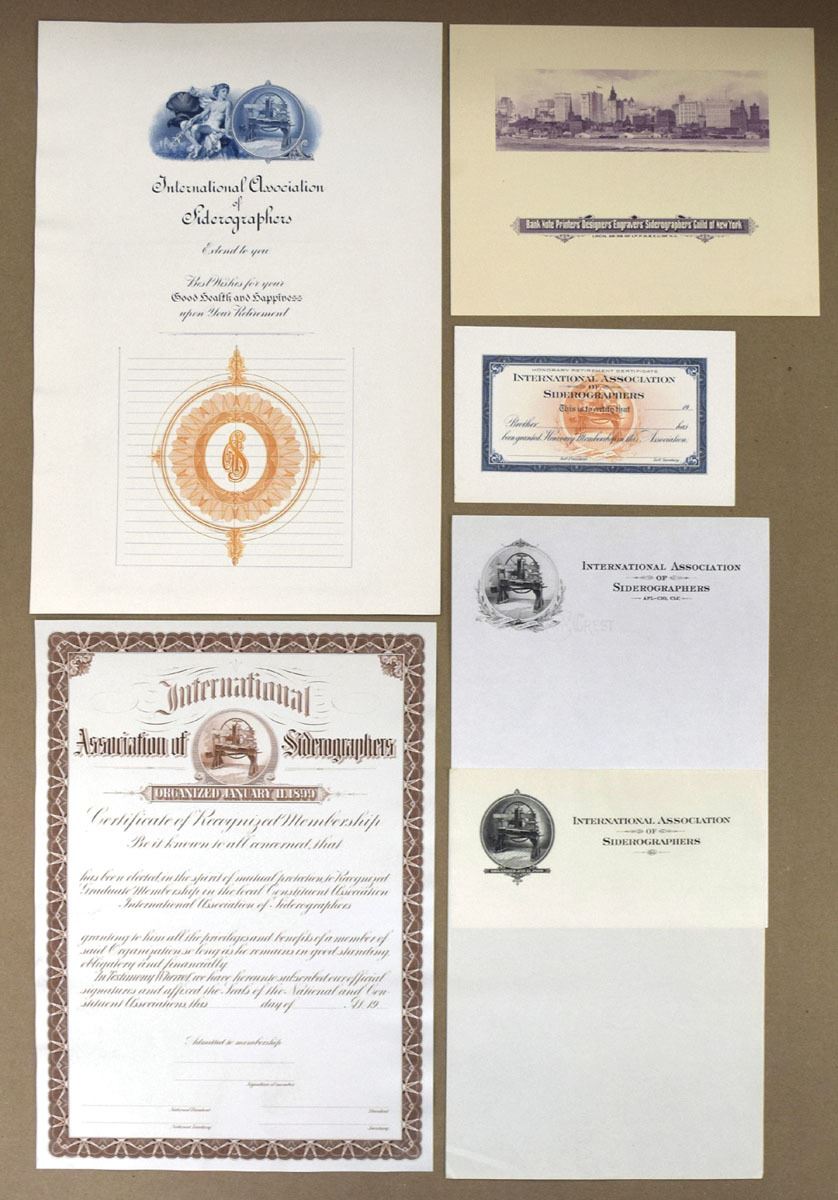 International Association
of
Siderographers
Extend to you
Best Wishes for your
Good Health and Happiness
upon Your Retirement
Bank Note Printers' Designers' Engravers' Siderographers Guild of New York
HONORARY RETIREMENT CERTIFICATE
INTERNATIONAL ASSOCIATION
OF
SIDEROGRAPHERS
This is to certify that 19
Brother has
been granted Honorary Membership in this Association.
Int'l President Int'l Secretary
INTERNATIONAL ASSOCIATION
OF
SIDEROGRAPHERS
AFL-CIO, CLC
CREST
International
Association of Siderographers
ORGANIZED JANUARY 11, 1899
Certificate of Recognized Membership
Be it known to all concerned, that
has been elected in the spirit of mutual protection to Recognized
Graduate Membership in the local Constituent Association
International Association of Siderographers
granting to him all the privileges and benefits of a member of
said Organization so long as he remains in good standing,
obligatory and financially.
In Testimony Whereof we have hereunto subscribed our official
signatures and affixed the Seals of the National and Con-
stituent Associations, this day of A.D. 19
Admitted to membership
Signature of member
National President President
National Secretary Secretary
INTERNATIONAL ASSOCIATION
OF
SIDEROGRAPHERS